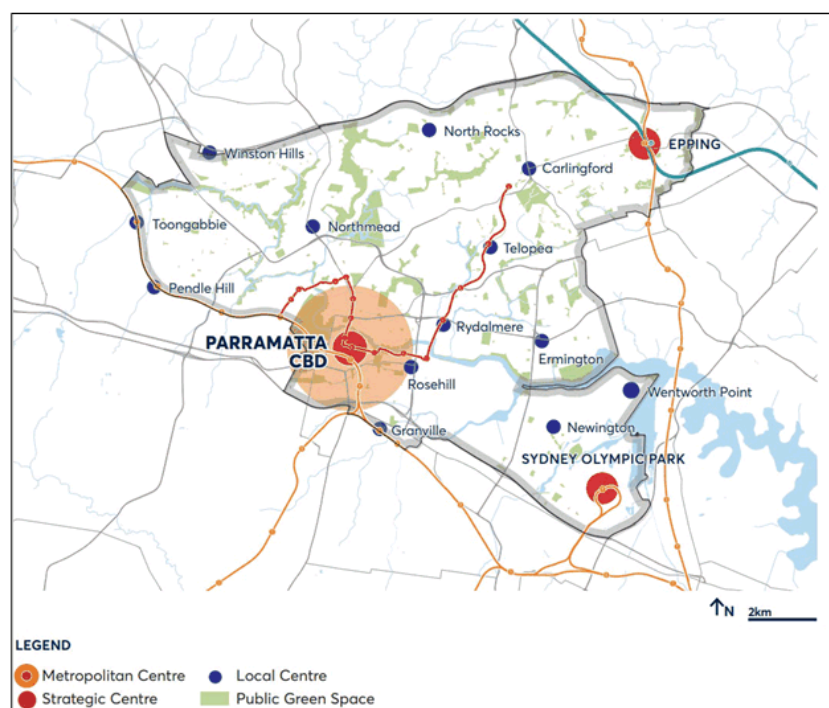 North Rocks
EPPING
Winston Hills
Carlingford
Toongabbie
Northmead
Telopea
Pendle Hill
Rydalmere
PARRAMATTA
CBD
Ermington
Rosehill
Wentworth Point
Granville
Newington
SYDNEY OLYMPIC PARK
N
2km
LEGEND
Metropolitan Centre
Local Centre
Strategic Centre
Public Green Space